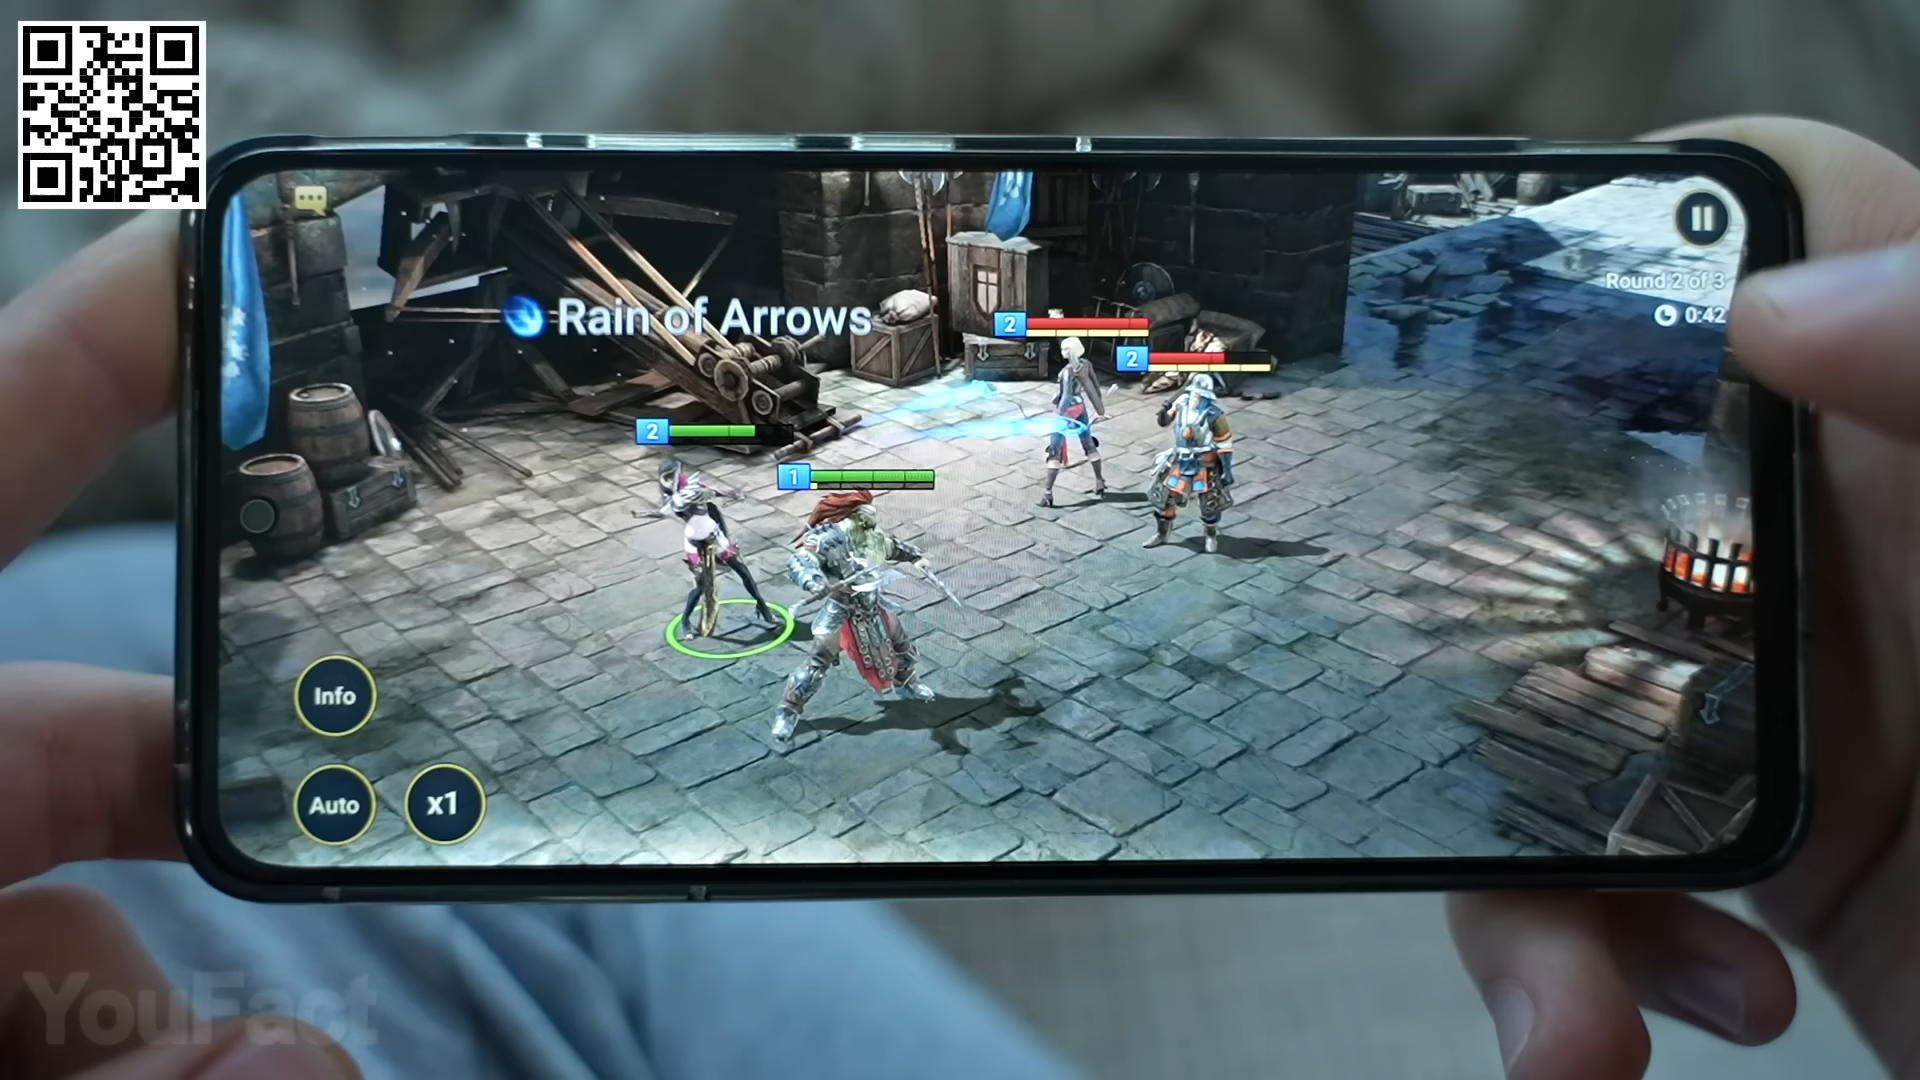 Round 2 of 3
0:42
Rain of Arrows
2
2
2
1
Info
Auto
x1
YouFact